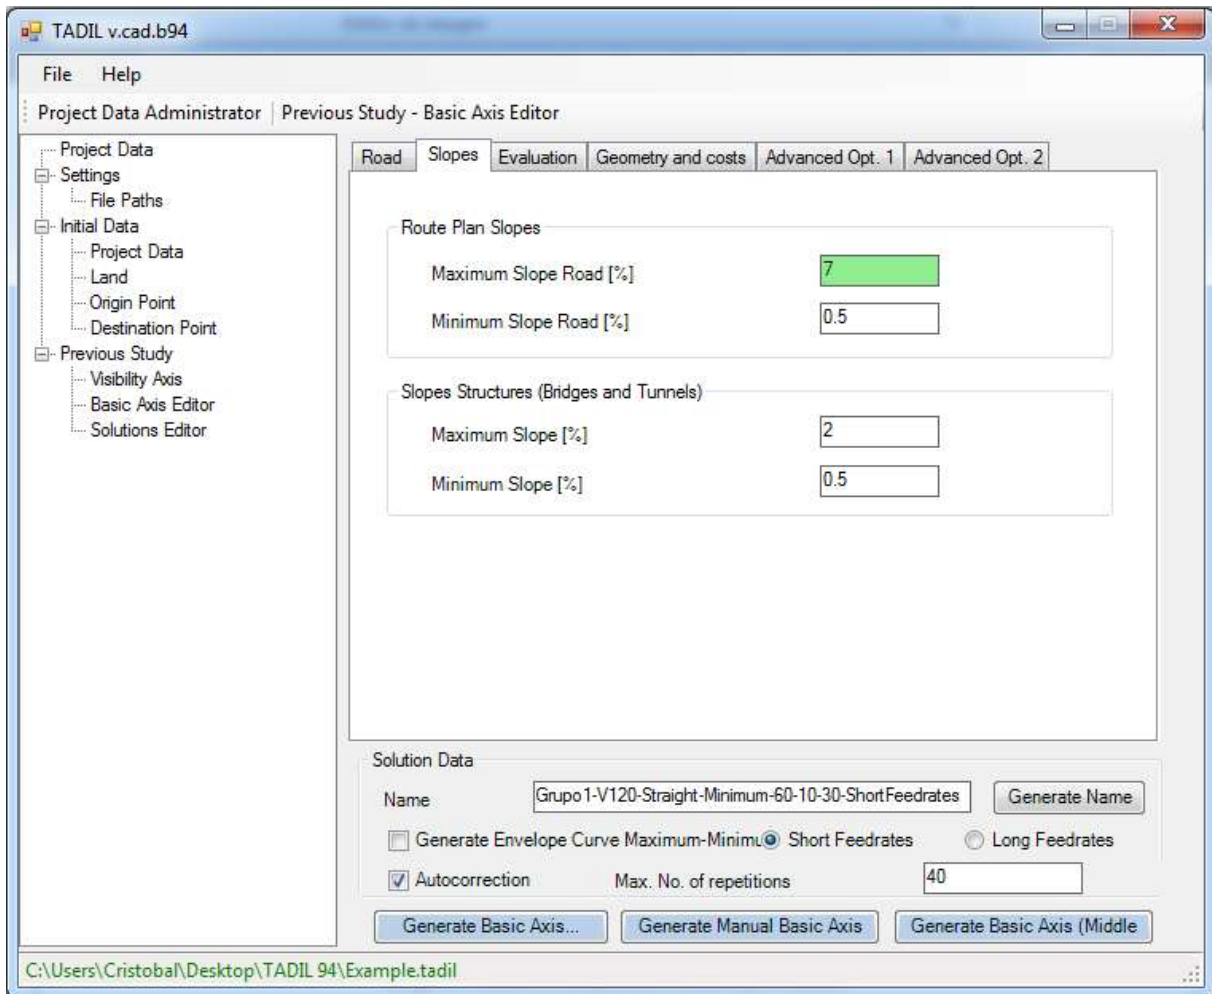 TADIL v.cad.b94
File Help
Project Data Administrator Previous Study - Basic Axis Editor
Project Data
Settings
File Paths
Initial Data
Project Data
Land
Origin Point
Destination Point
Previous Study
Visibility Axis
Basic Axis Editor
Solutions Editor
Road Slopes Evaluation Geometry and costs Advanced Opt. 1 Advanced Opt. 2
Route Plan Slopes
Maximum Slope Road [%] 7
Minimum Slope Road [%] 0.5
Slopes Structures (Bridges and Tunnels)
Maximum Slope [%] 2
Minimum Slope [%] 0.5
Solution Data
Name Grupo1-V120-Straight-Minimum-60-10-30-ShortFeedrates Generate Name
Generate Envelope Curve Maximum-Minimu Short Feedrates Long Feedrates
Autocorrection Max. No. of repetitions 40
Generate Basic Axis... Generate Manual Basic Axis Generate Basic Axis (Middle
C:\Users\Cristobal\Desktop\TADIL 94\Example.tadil